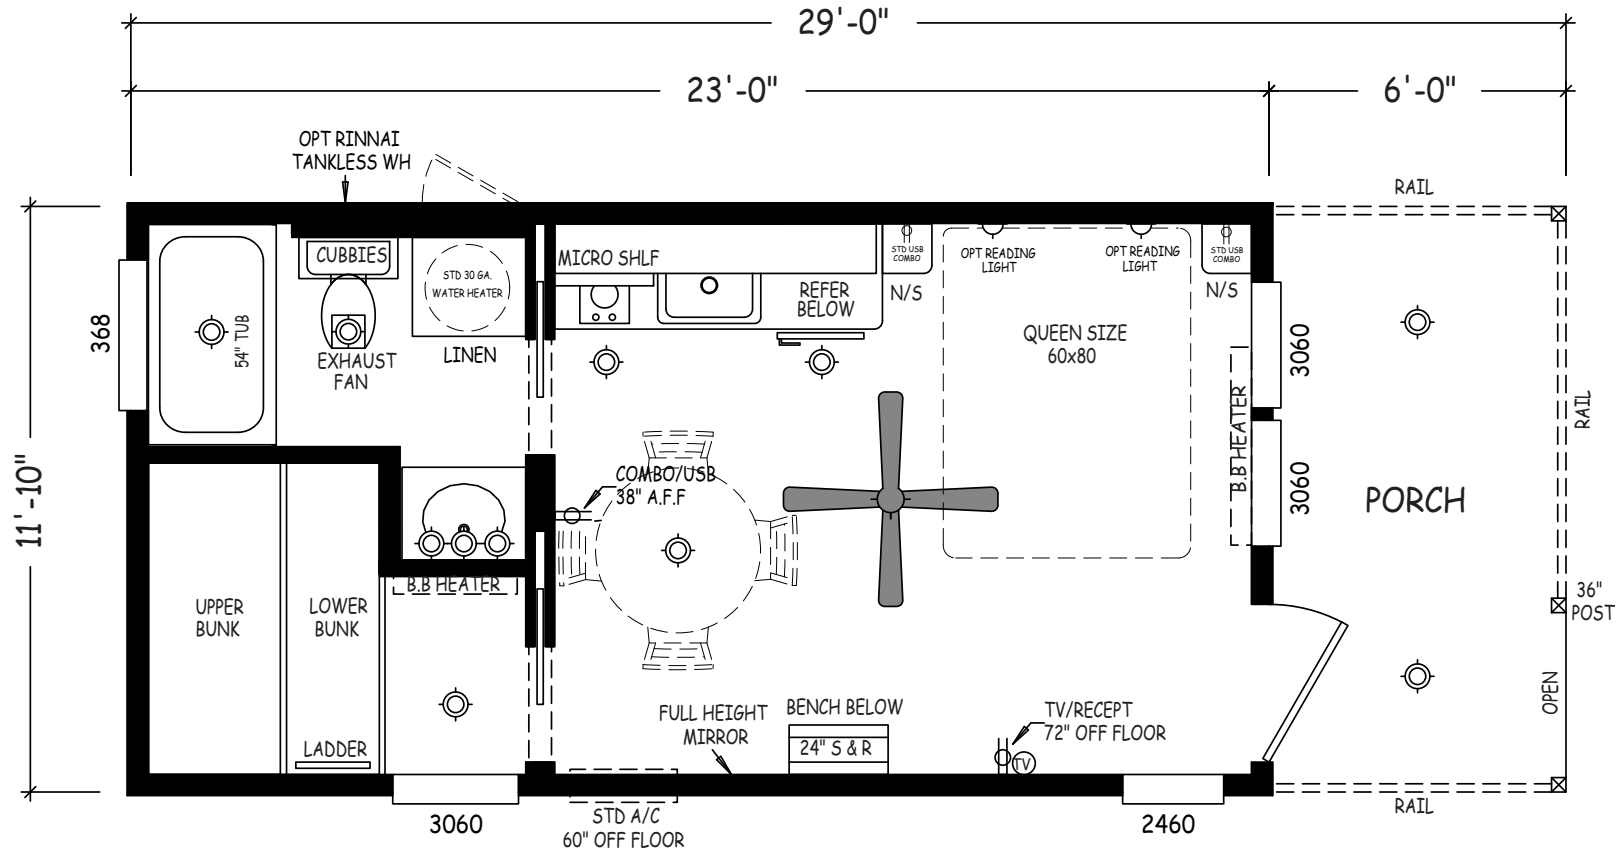 29'-0"
23'-0"
6'-0"
OPT RINNAI
TANKLESS WH
RAIL
CUBBIES
STD 30 GA.
WATER HEATER
MICRO SHLF
STD USB
COMBO
OPT READING
LIGHT
OPT READING
LIGHT
STD USB
COMBO
REFER
BELOW
N/S
N/S
368
54" TUB
EXHAUST
FAN
LINEN
QUEEN SIZE
60x80
3060
B.B HEATER
RAIL
11'-10"
COMBO/USB
38" A.F.F
3060
PORCH
B.B HEATER
UPPER
BUNK
LOWER
BUNK
36"
POST
OPEN
LADDER
FULL HEIGHT
MIRROR
BENCH BELOW
24" S & R
TV/RECEPT
72" OFF FLOOR
TV
RAIL
3060
STD A/C
60" OFF FLOOR
2460